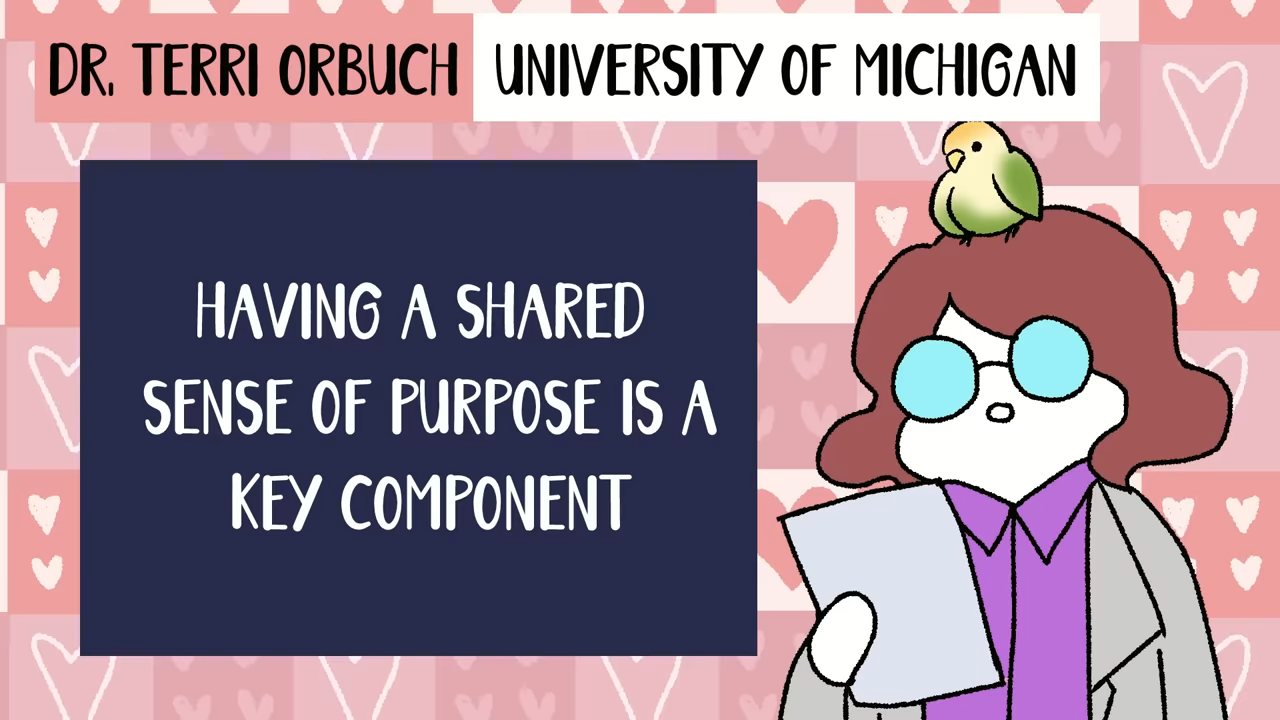 DR. TERRI ORBUCH UNIVERSITY OF MICHIGAN
HAVING A SHARED
SENSE OF PURPOSE IS A
KEY COMPONENT